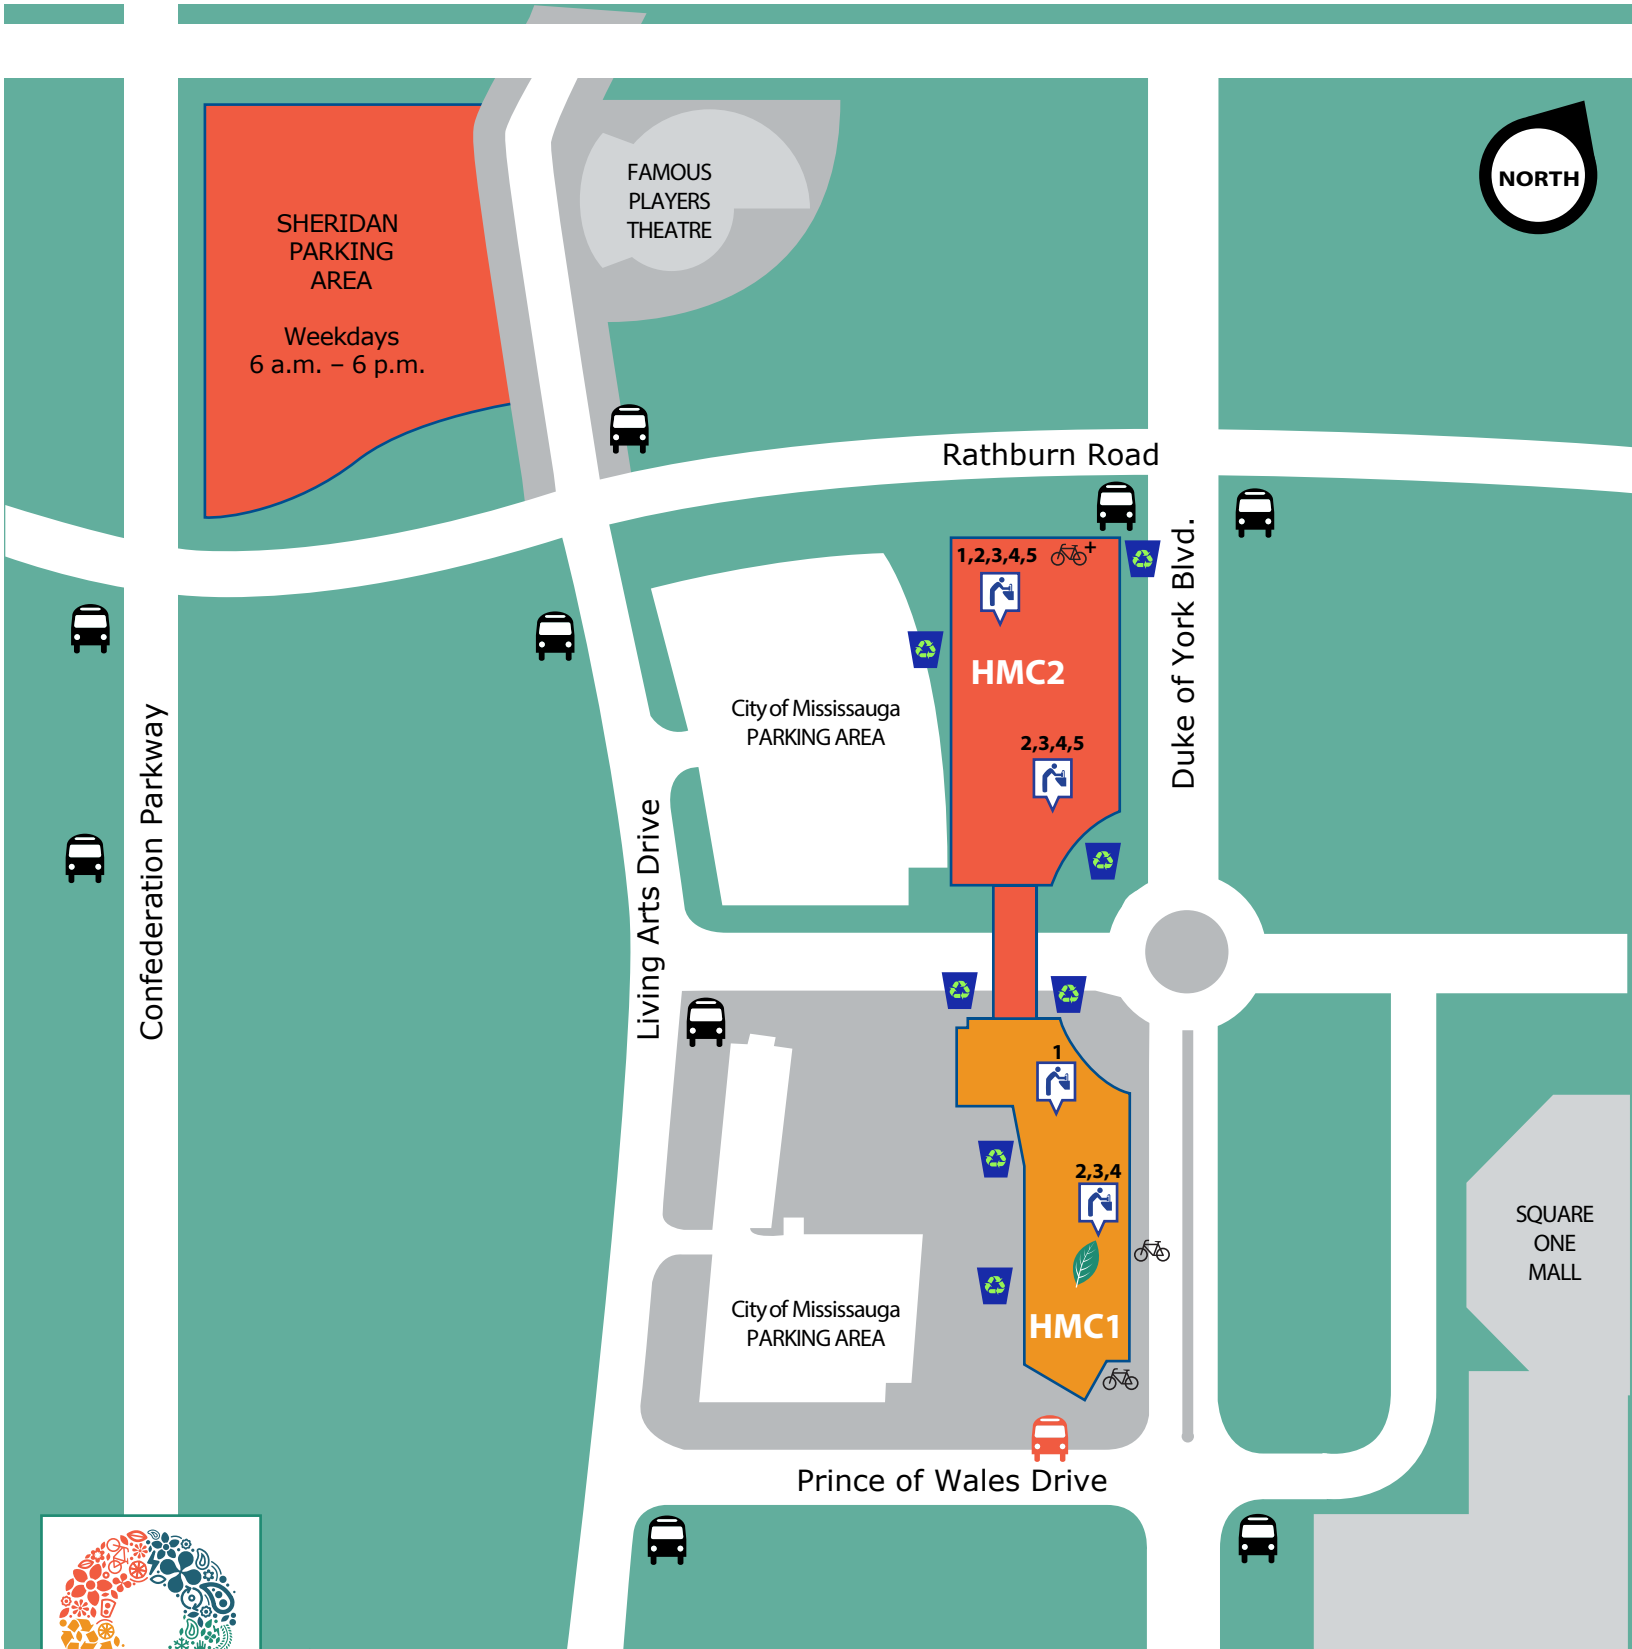 FAMOUS
PLAYERS
THEATRE
NORTH
SHERIDAN
PARKING
AREA
Weekdays
6 a.m. – 6 p.m.
Rathburn Road
1,2,3,4,5
+
HMC2
Duke of York Blvd.
City of Mississauga
PARKING AREA
2,3,4,5
Confederation Parkway
Living Arts Drive
1
2,3,4
SQUARE
ONE
MALL
City of Mississauga
PARKING AREA
HMC1
Prince of Wales Drive